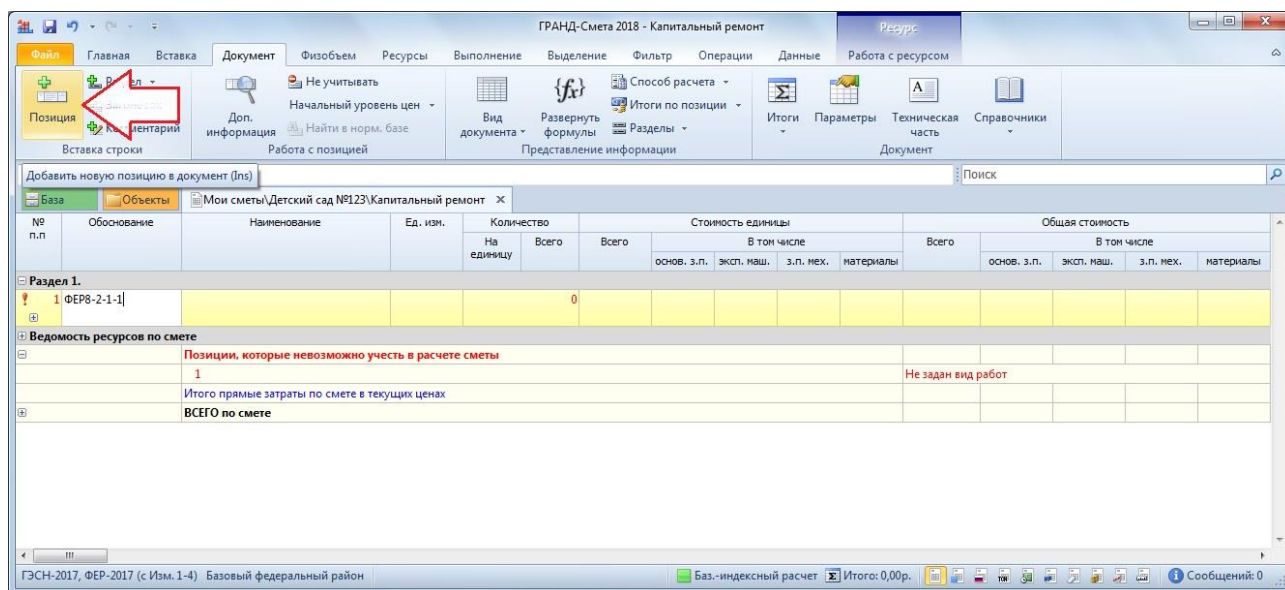 ГРАНД-Смета 2018 - Капитальный ремонт
Ресурс
Файл Главная Вставка Документ Физобъем Ресурсы Выполнение Выделение Фильтр Операции Данные Работа с ресурсом
Позиция
Комментарий
Вставка строки
Доп. информация
Не учитывать
Начальный уровень цен
Найти в норм. базе
Работа с позицией
Вид документа
Развернуть формулы
Способ расчета
Итоги по позиции
Разделы
Представление информации
Итоги
Параметры
Техническая часть
Справочники
Документ
Добавить новую позицию в документ (Ins)
Поиск
База Объекты Мои сметы\Детский сад №123\Капитальный ремонт
№ п.п Обоснование Наименование Ед. изм. Количество Стоимость единицы Общая стоимость
На единицу Всего Всего В том числе Всего В том числе
основ. з.п. эксп. маш. з.п. мех. материалы основ. з.п. эксп. маш. з.п. мех. материалы
Раздел 1.
1 ФЕР8-2-1-1 0
Ведомость ресурсов по смете
Позиции, которые невозможно учесть в расчете сметы
1 Не задан вид работ
Итого прямые затраты по смете в текущих ценах
ВСЕГО по смете
ГЭСН-2017, ФЕР-2017 (с Изм. 1-4) Базовый федеральный район Баз.-индексный расчет Итого: 0,00р. Сообщений: 0